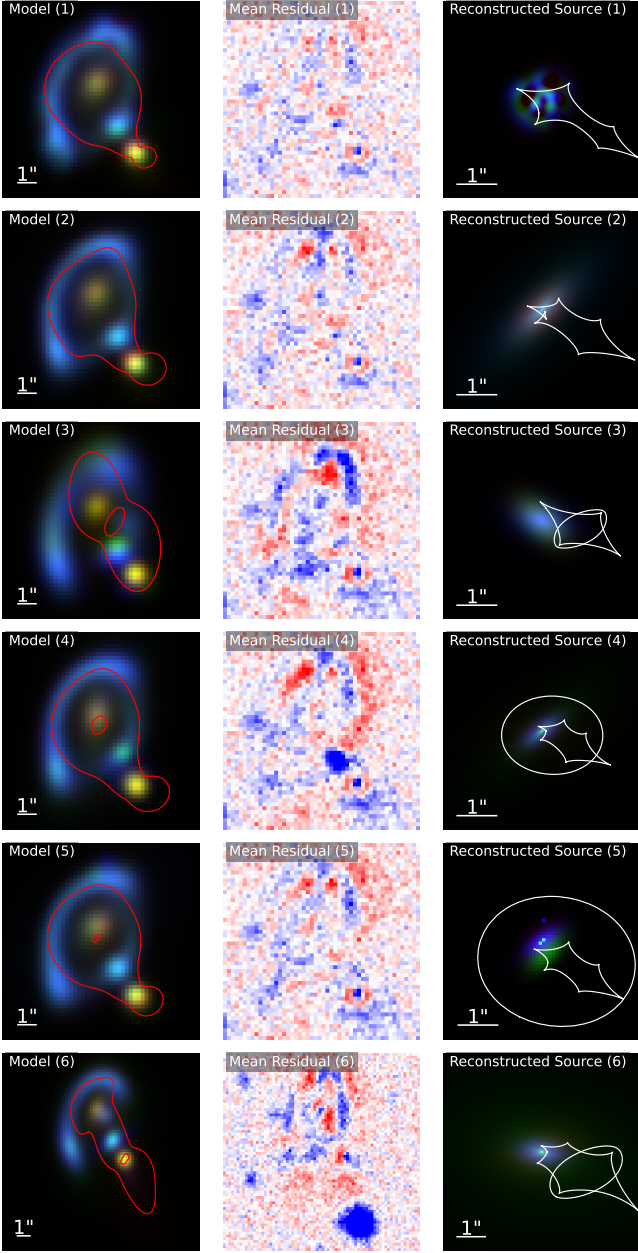 Model (1) Mean Residual (1) Reconstructed Source (1)
1" 1"
Model (2) Mean Residual (2) Reconstructed Source (2)
1" 1"
Model (3) Mean Residual (3) Reconstructed Source (3)
1" 1"
Model (4) Mean Residual (4) Reconstructed Source (4)
1" 1"
Model (5) Mean Residual (5) Reconstructed Source (5)
1" 1"
Model (6) Mean Residual (6) Reconstructed Source (6)
1" 1"